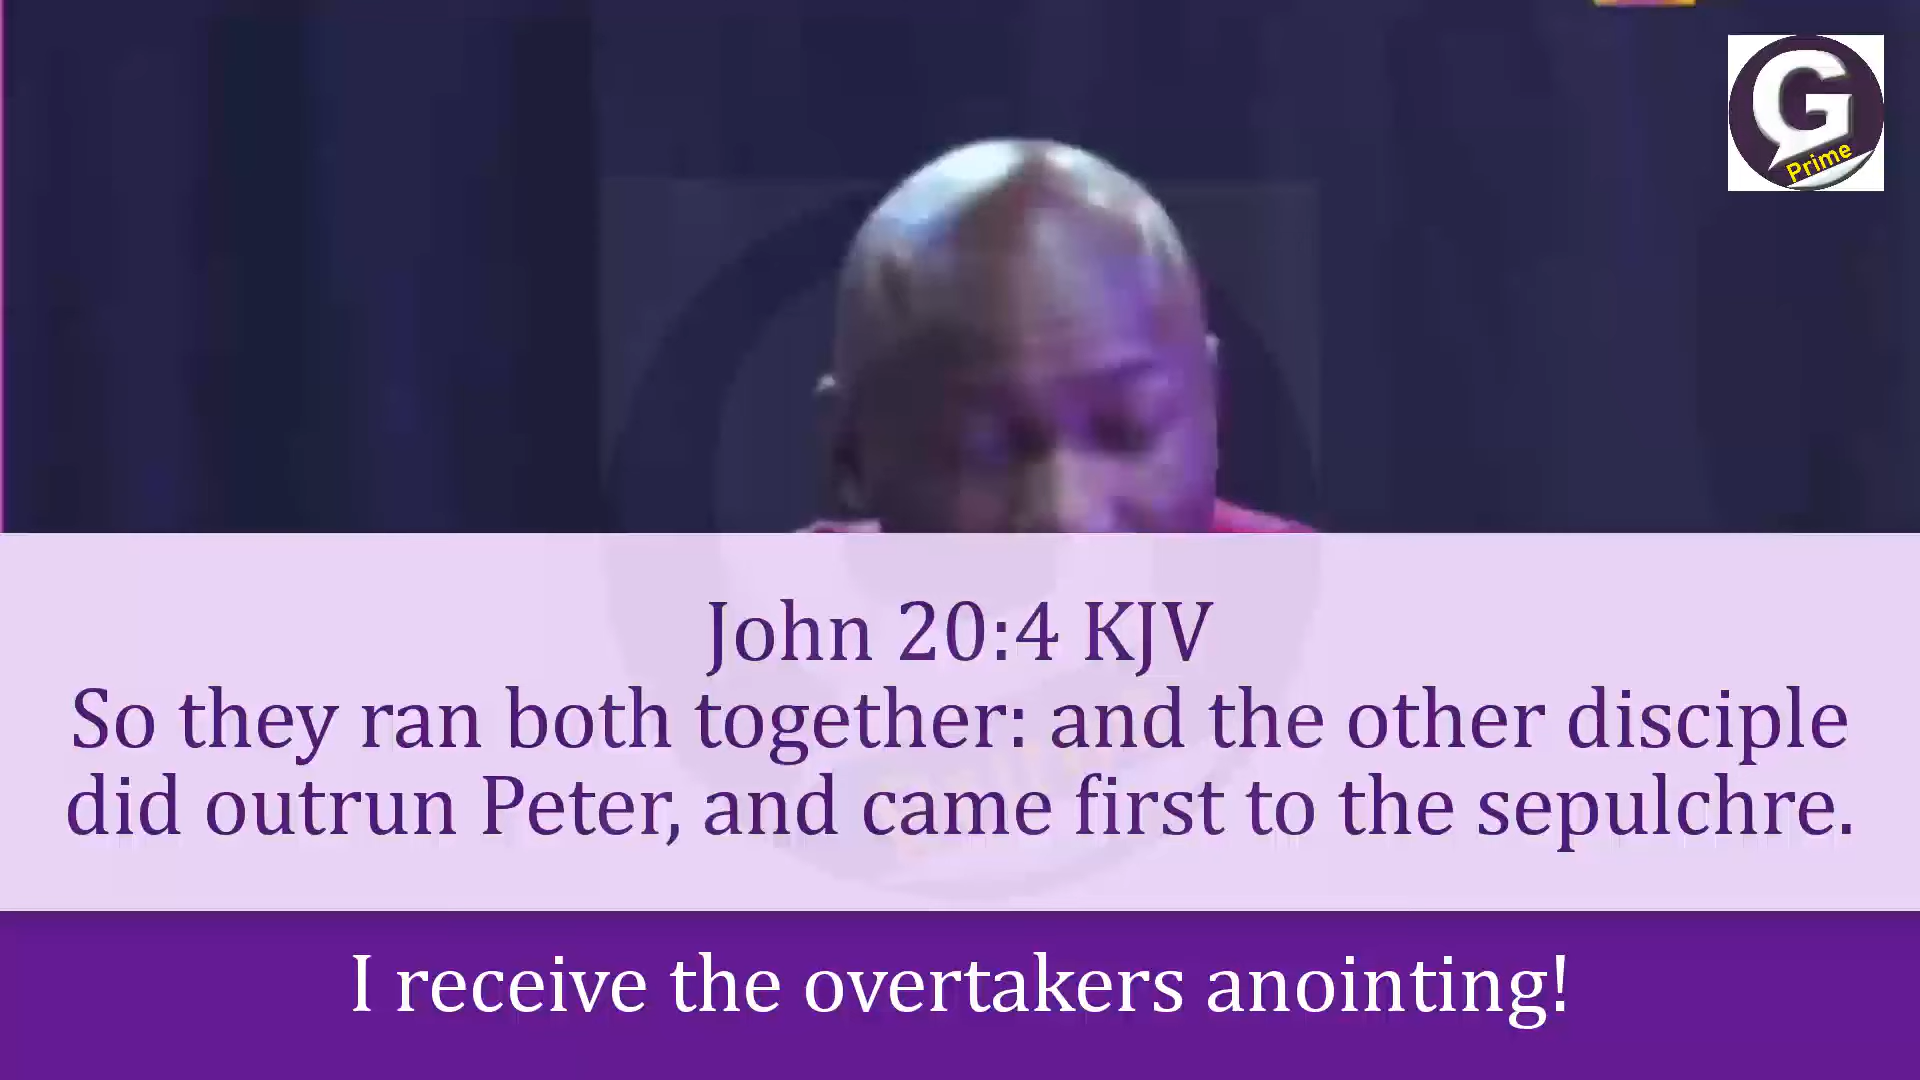 G
Prime
John 20:4 KJV
So they ran both together: and the other disciple
did outrun Peter, and came first to the sepulchre.
I receive the overtakers anointing!